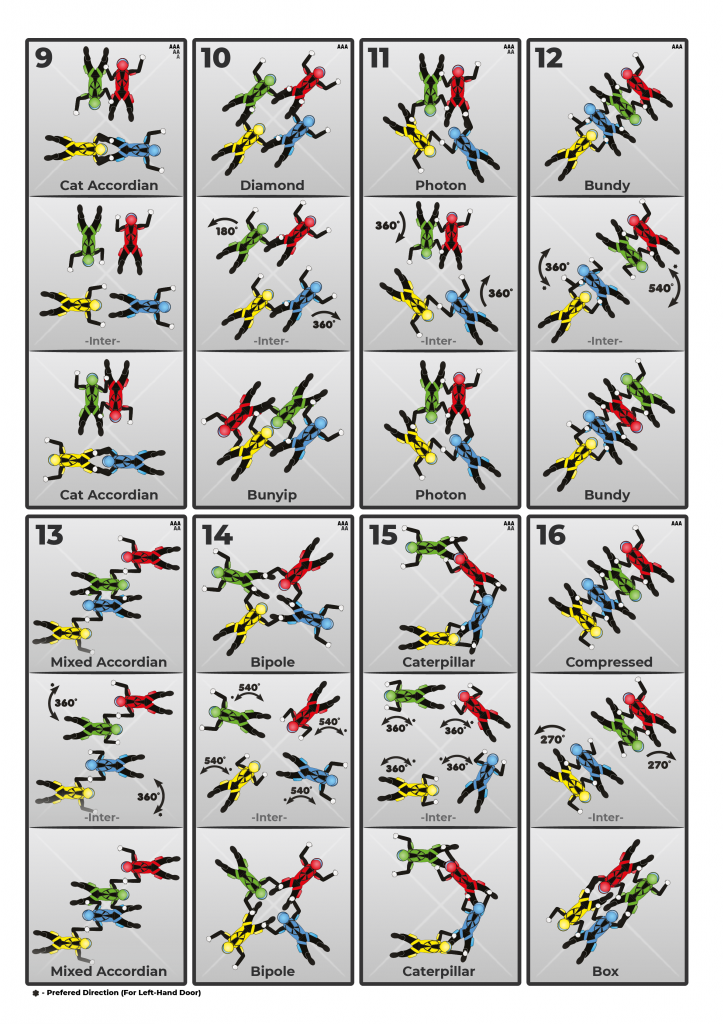 9
AAA
AA
A
Cat Accordian
-Inter-
Cat Accordian
10
AAA
Diamond
180°
360°
-Inter-
Bunyip
11
AAA
AA
Photon
360°
360°
-Inter-
Photon
12
AAA
Bundy
360°
540°
-Inter-
Bundy
13
AAA
AA
Mixed Accordian
360°
360°
-Inter-
Mixed Accordian
14
AAA
AA
Bipole
540°
540°
540°
540°
-Inter-
Bipole
15
AAA
AA
Caterpillar
360°
360°
360°
360°
-Inter-
Caterpillar
16
AAA
Compressed
270°
270°
-Inter-
Box
✽ - Prefered Direction (For Left-Hand Door)